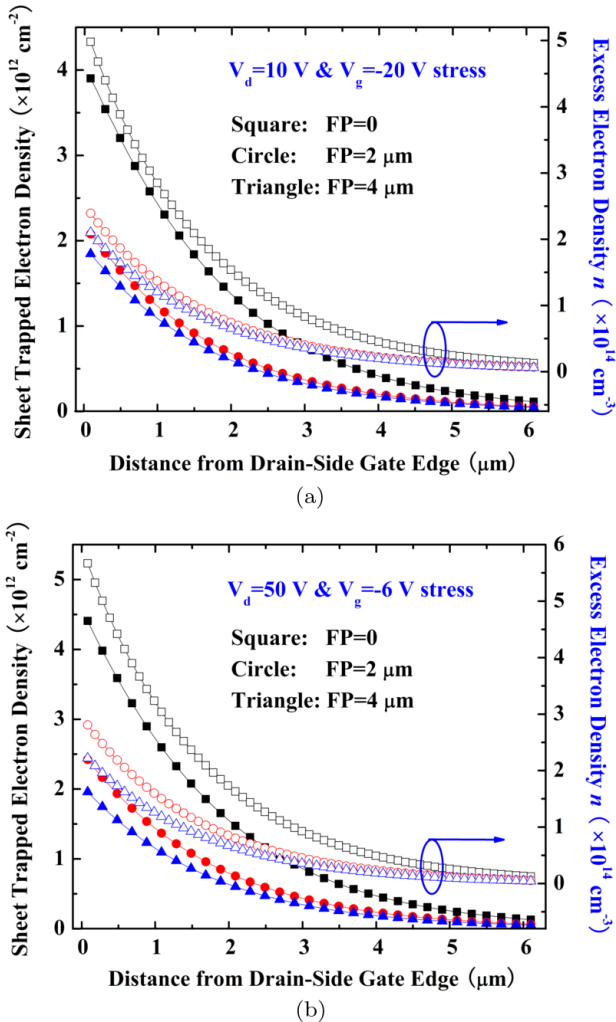 (a)
Sheet Trapped Electron Density (×10¹² cm⁻²)
4
3
2
1
0
V_d=10 V & V_g=-20 V stress
Square: FP=0
Circle: FP=2 μm
Triangle: FP=4 μm
5
4
3
2
1
0
Excess Electron Density n (×10¹⁴ cm⁻³)
0 1 2 3 4 5 6
Distance from Drain-Side Gate Edge (μm)
(a)
Sheet Trapped Electron Density (×10¹² cm⁻²)
5
4
3
2
1
0
V_d=50 V & V_g=-6 V stress
Square: FP=0
Circle: FP=2 μm
Triangle: FP=4 μm
6
5
4
3
2
1
0
Excess Electron Density n (×10¹⁴ cm⁻³)
0 1 2 3 4 5 6
Distance from Drain-Side Gate Edge (μm)
(b)